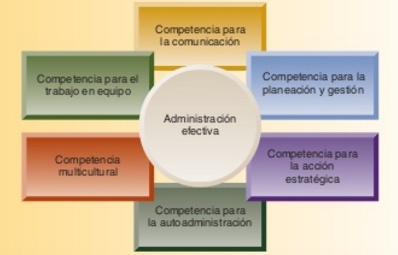 Competencia para
la comunicación
Competencia para el
trabajo en equipo
Competencia para la
planeación y gestión
Administración
efectiva
Competencia
multicultural
Competencia para
la acción
estratégica
Competencia para
la autoadministración